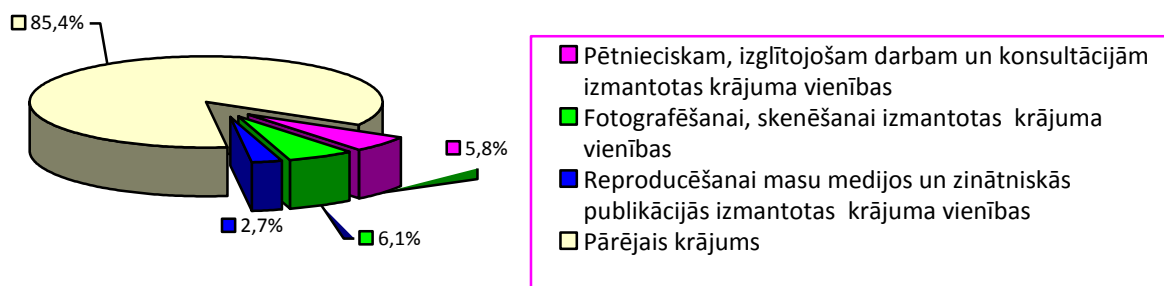 85,4%
5,8%
2,7%
6,1%
Pētnieciskam, izglītojošam darbam un konsultācijām
izmantotas krājuma vienības
Fotografēšanai, skenēšanai izmantotas krājuma
vienības
Reproducēšanai masu medijos un zinātniskās
publikācijās izmantotas krājuma vienības
Pārējais krājums